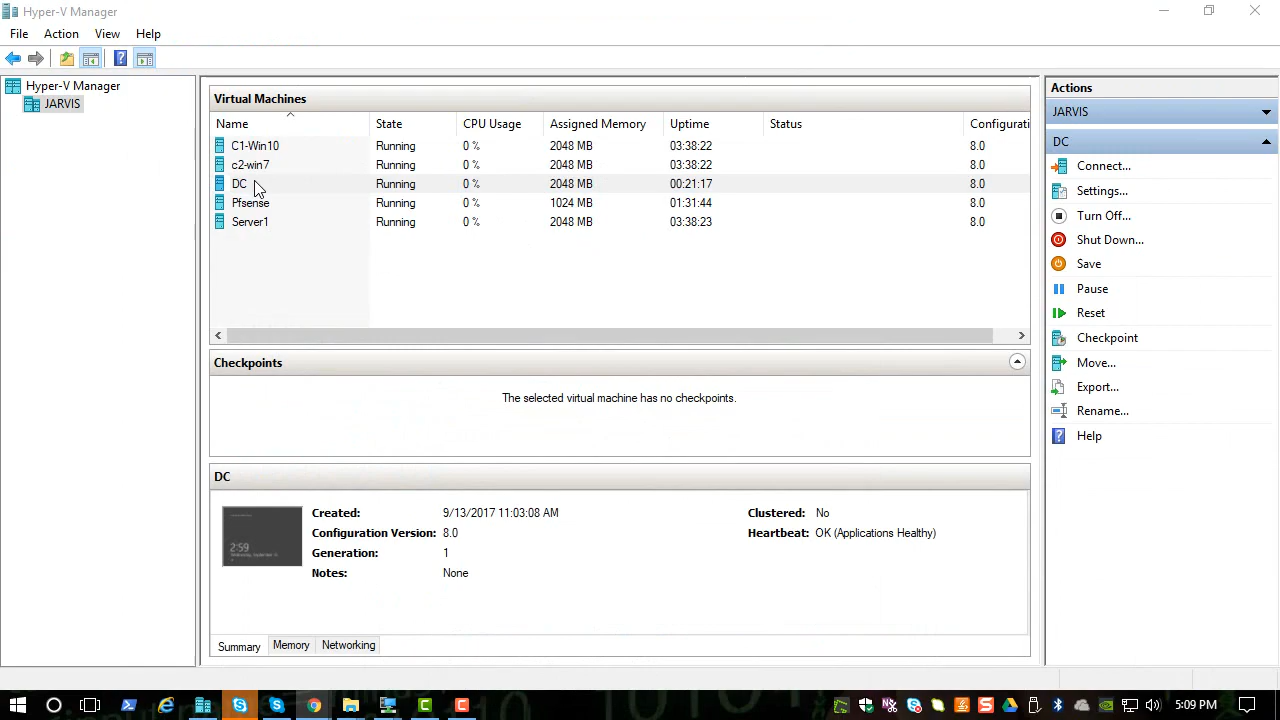 Hyper-V Manager
File Action View Help
Hyper-V Manager
JARVIS
Virtual Machines
Name State CPU Usage Assigned Memory Uptime Status Configurati
C1-Win10 Running 0 % 2048 MB 03:38:22 8.0
c2-win7 Running 0 % 2048 MB 03:38:22 8.0
DC Running 0 % 2048 MB 00:21:17 8.0
Pfsense Running 0 % 1024 MB 01:31:44 8.0
Server1 Running 0 % 2048 MB 03:38:23 8.0
Checkpoints
The selected virtual machine has no checkpoints.
DC
2:59
Created: 9/13/2017 11:03:08 AM Clustered: No
Configuration Version: 8.0 Heartbeat: OK (Applications Healthy)
Generation: 1
Notes: None
Summary Memory Networking
Actions
JARVIS
DC
Connect...
Settings...
Turn Off...
Shut Down...
Save
Pause
Reset
Checkpoint
Move...
Export...
Rename...
Help
5:09 PM